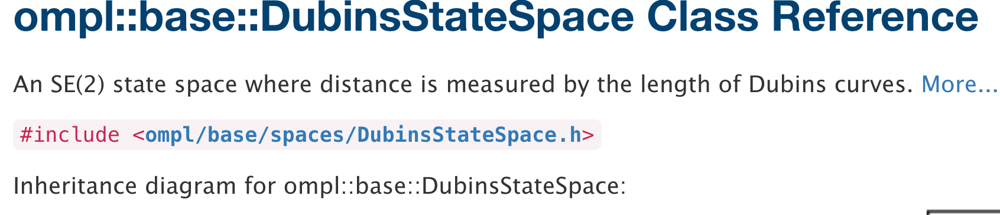 ompl::base::DubinsStateSpace Class Reference
An SE(2) state space where distance is measured by the length of Dubins curves. More...
#include <ompl/base/spaces/DubinsStateSpace.h>
Inheritance diagram for ompl::base::DubinsStateSpace: